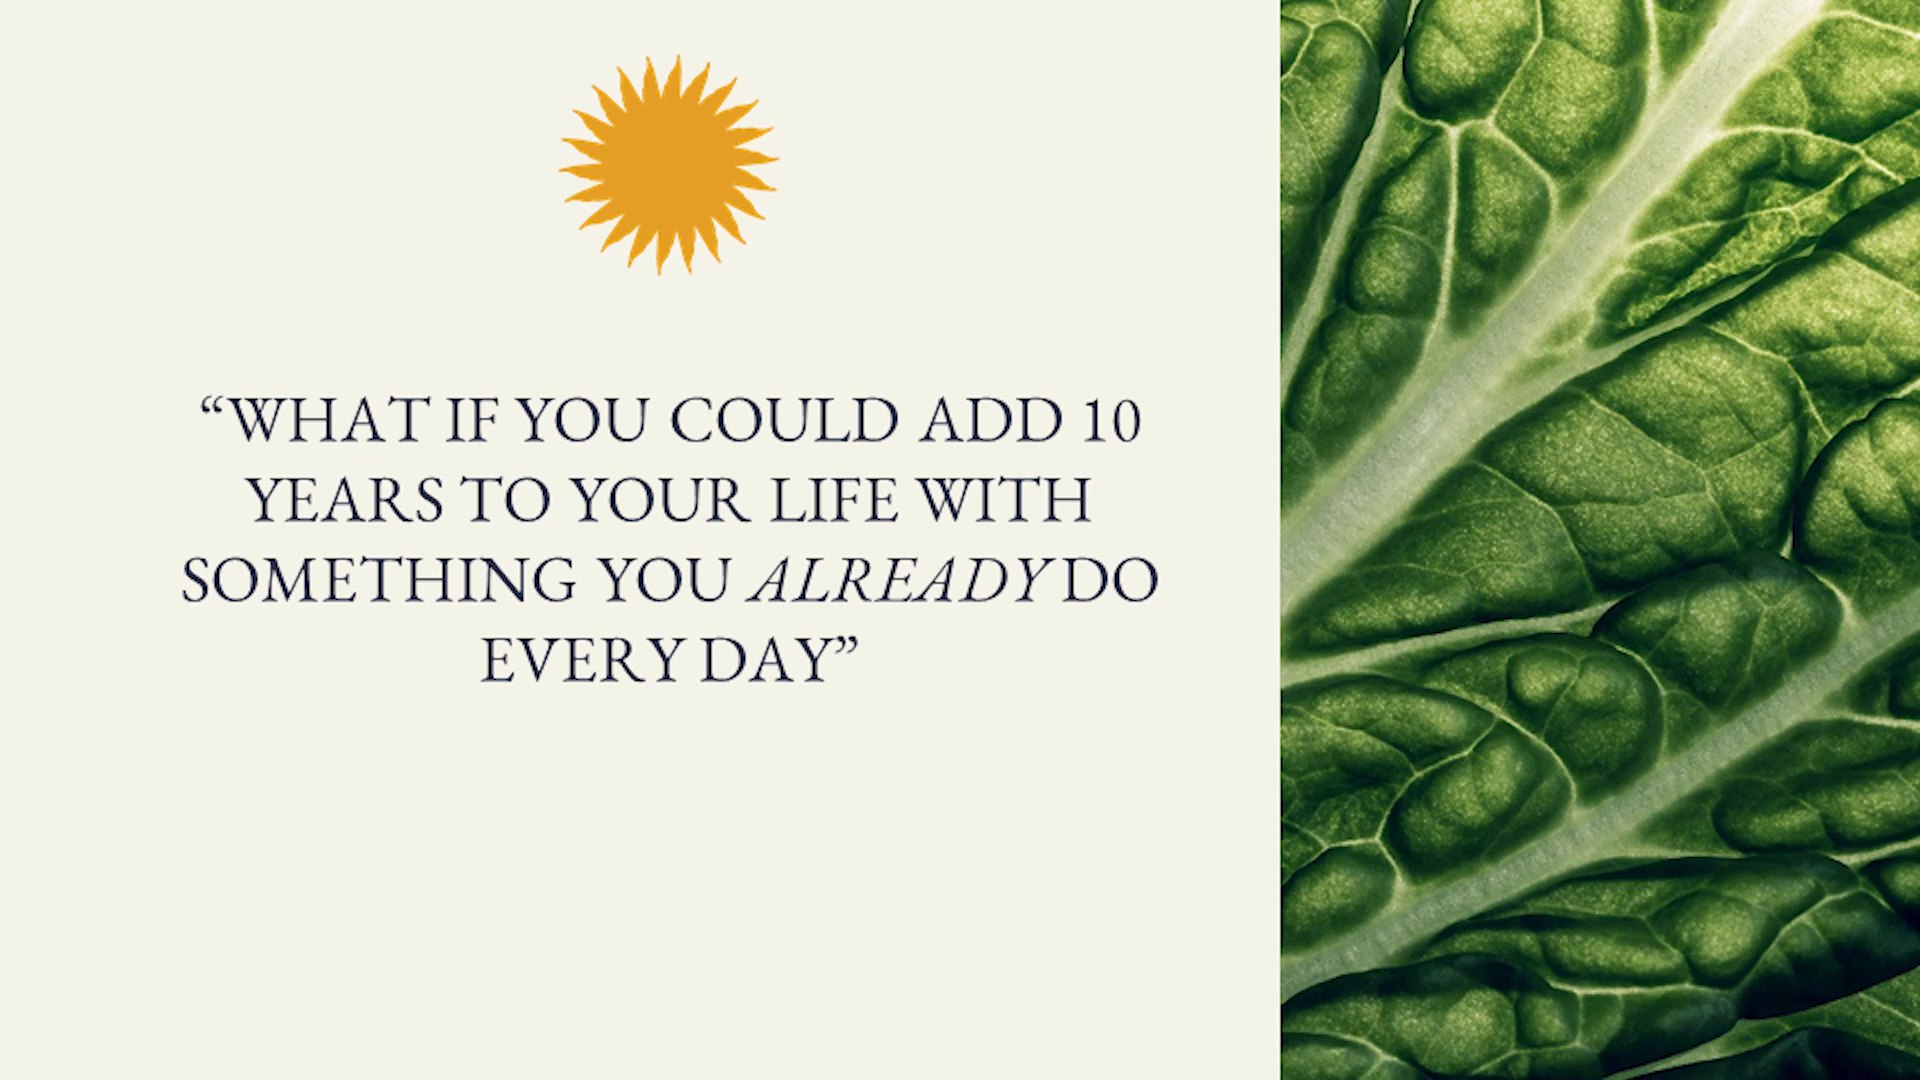 “WHAT IF YOU COULD ADD 10
YEARS TO YOUR LIFE WITH
SOMETHING YOU ALREADY DO
EVERY DAY”